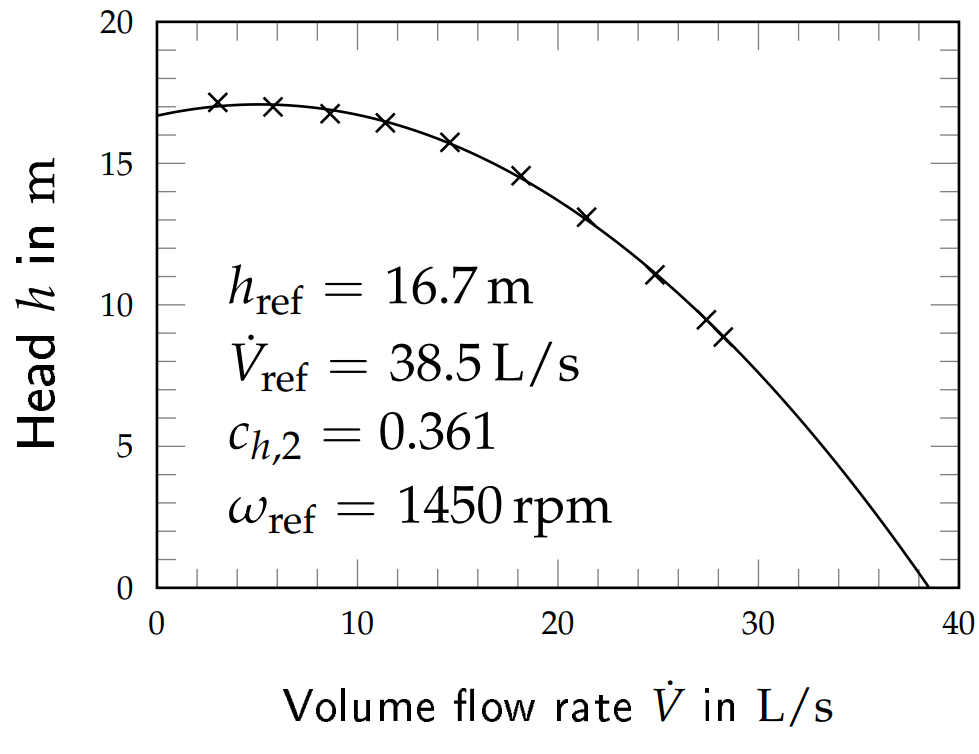 20
15
10
5
0
Head h in m
h_ref = 16.7 m
V̇_ref = 38.5 L/s
c_h,2 = 0.361
ω_ref = 1450 rpm
0 10 20 30 40
Volume flow rate V̇ in L/s